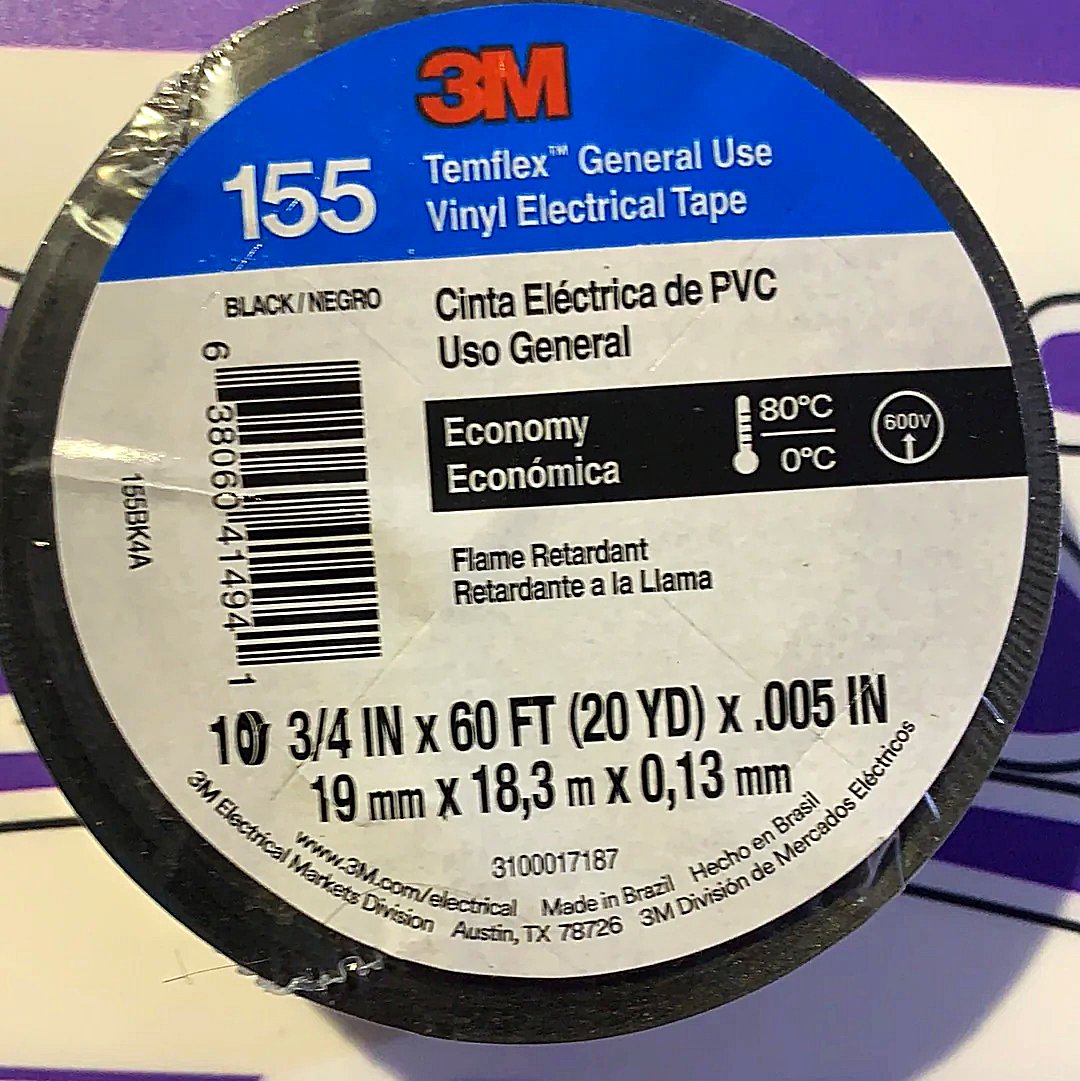 3M
155
Temflex™ General Use
Vinyl Electrical Tape
BLACK/NEGRO
Cinta Eléctrica de PVC
Uso General
6 38060 41494 1
155BK4A
Economy
Económica
80°C
0°C
600V
Flame Retardant
Retardante a la Llama
10 3/4 IN x 60 FT (20 YD) x .005 IN
19 mm x 18,3 m x 0,13 mm
3100017187
www.3M.com/electrical Made in Brazil Hecho en Brasil
3M Electrical Markets Division Austin, TX 78726 3M División de Mercados Eléctricos